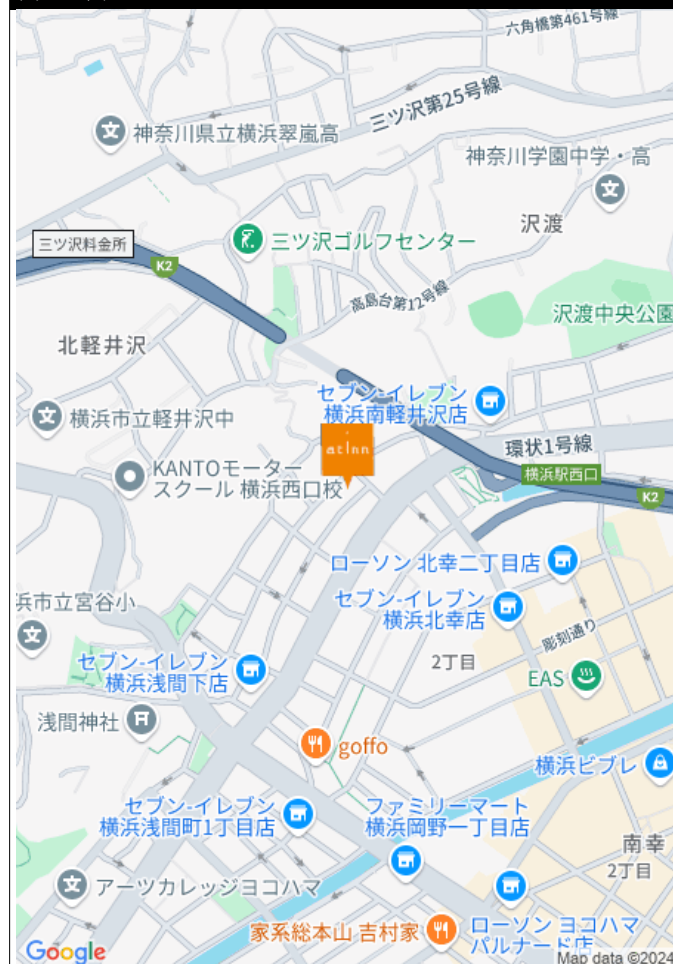 六角橋第461号線
三ツ沢第25号線
神奈川県立横浜翠嵐高
神奈川学園中学・高
沢渡
三ツ沢料金所
三ツ沢ゴルフセンター
K2
高島台第12号線
沢渡中央公園
北軽井沢
セブン-イレブン
横浜南軽井沢店
横浜市立軽井沢中
環状1号線
atInn
KANTOモーター
スクール 横浜西口校
横浜駅西口
K2
ローソン 北幸二丁目店
浜市立宮谷小
セブン-イレブン
横浜北幸店
彫刻通り
セブン-イレブン
横浜浅間下店
2丁目
EAS
浅間神社
goffo
横浜ビブレ
セブン-イレブン
横浜浅間町1丁目店
ファミリーマート
横浜岡野一丁目店
南幸
2丁目
アーツカレッジヨコハマ
家系総本山 吉村家
ローソン ヨコハマ
パルナード店
Google
Map data ©2024